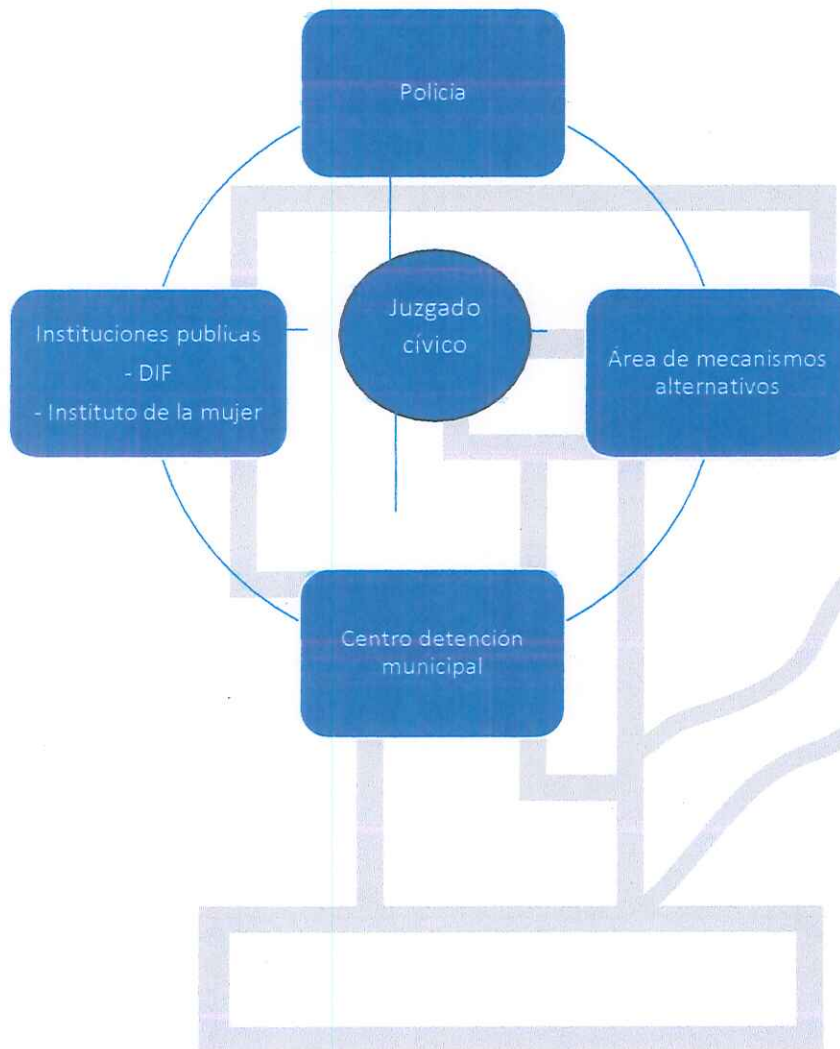 Policia
Juzgado
cívico
Instituciones publicas
- DIF
- Instituto de la mujer
Área de mecanismos
alternativos
Centro detención
municipal